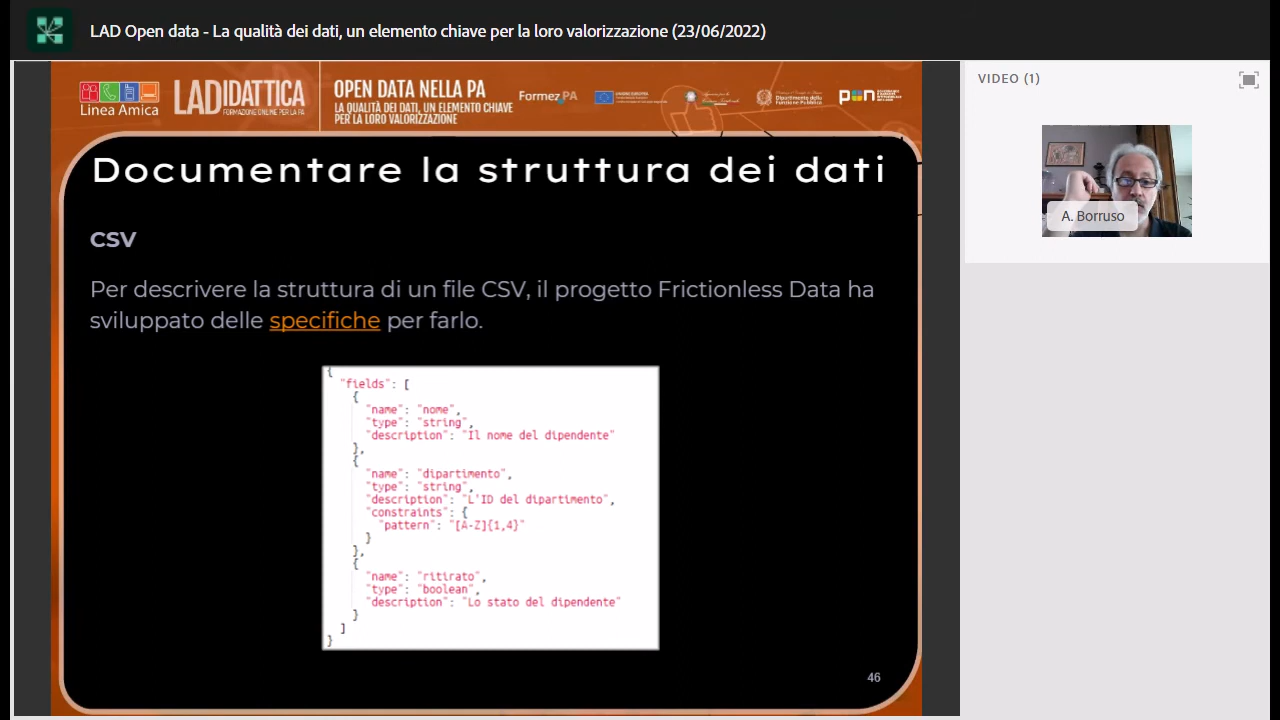 LAD Open data - La qualità dei dati, un elemento chiave per la loro valorizzazione (23/06/2022)
Linea Amica
LADIDATTICA
FORMAZIONE ONLINE PER LA PA
OPEN DATA NELLA PA
LA QUALITÀ DEI DATI, UN ELEMENTO CHIAVE
PER LA LORO VALORIZZAZIONE
Formez PA
UNIONE EUROPEA
Dipartimento della
Funzione Pubblica
pon
VIDEO (1)
A. Borruso
Documentare la struttura dei dati
CSV
Per descrivere la struttura di un file CSV, il progetto Frictionless Data ha
sviluppato delle specifiche per farlo.
{
"fields": [
{
"name": "nome",
"type": "string",
"description": "Il nome del dipendente"
},
{
"name": "dipartimento",
"type": "string",
"description": "L'ID del dipartimento",
"constraints": {
"pattern": "[A-Z]{1,4}"
}
},
{
"name": "ritirato",
"type": "boolean",
"description": "Lo stato del dipendente"
}
]
}
46